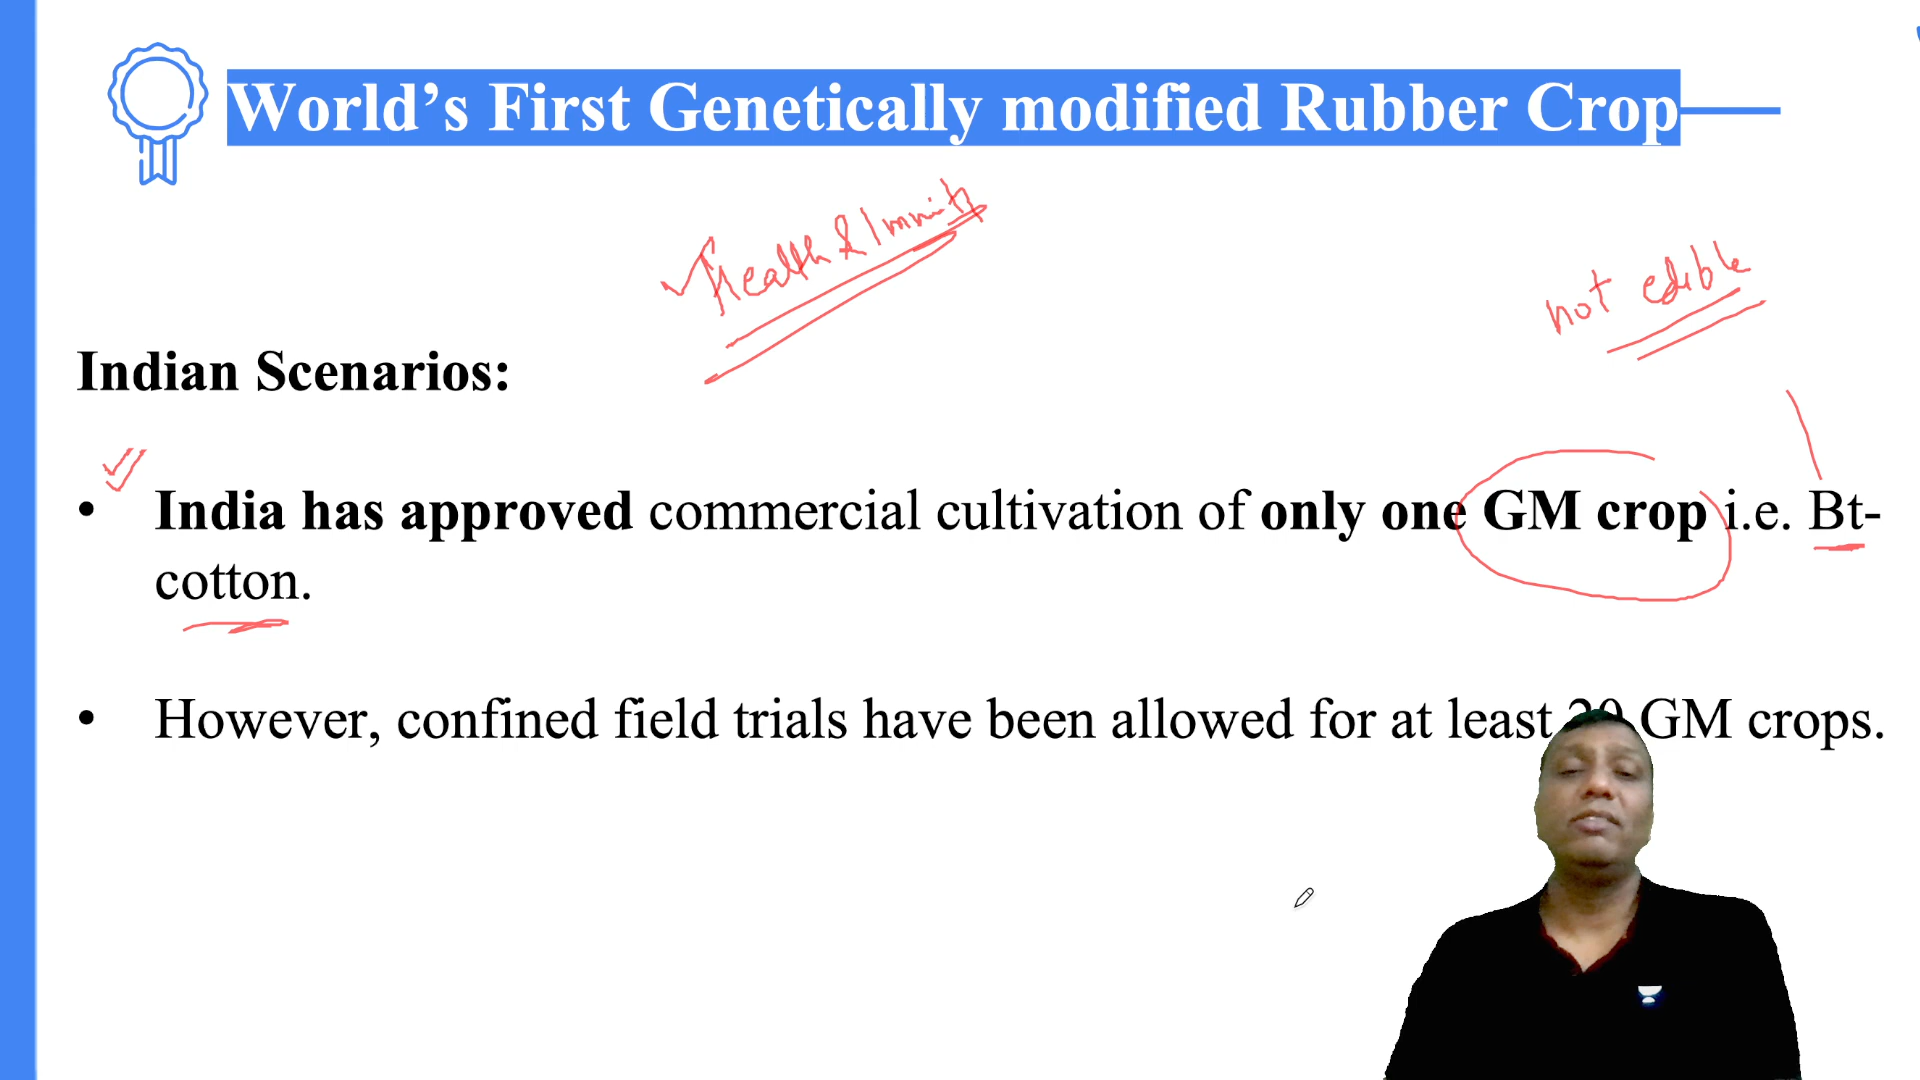 World’s First Genetically modified Rubber Crop
Health & Immunity
not edible
Indian Scenarios:
• India has approved commercial cultivation of only one GM crop i.e. Bt-
cotton.
• However, confined field trials have been allowed for at least 20 GM crops.